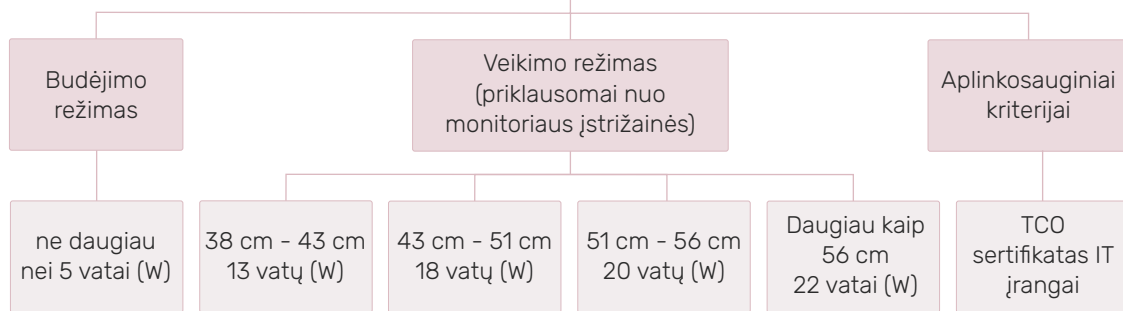 Budėjimo
režimas
Veikimo režimas
(priklausomai nuo
monitoriaus įstrižainės)
Aplinkosauginiai
kriterijai
ne daugiau
nei 5 vatai (W)
38 cm - 43 cm
13 vatų (W)
43 cm - 51 cm
18 vatų (W)
51 cm - 56 cm
20 vatų (W)
Daugiau kaip
56 cm
22 vatai (W)
TCO
sertifikatas IT
įrangai